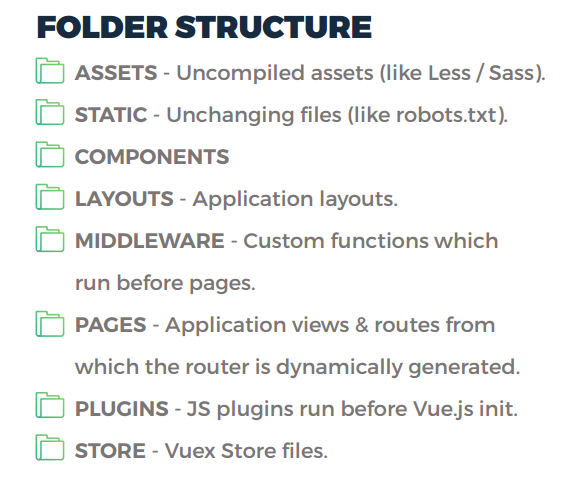 FOLDER STRUCTURE
ASSETS - Uncompiled assets (like Less / Sass).
STATIC - Unchanging files (like robots.txt).
COMPONENTS
LAYOUTS - Application layouts.
MIDDLEWARE - Custom functions which
run before pages.
PAGES - Application views & routes from
which the router is dynamically generated.
PLUGINS - JS plugins run before Vue.js init.
STORE - Vuex Store files.